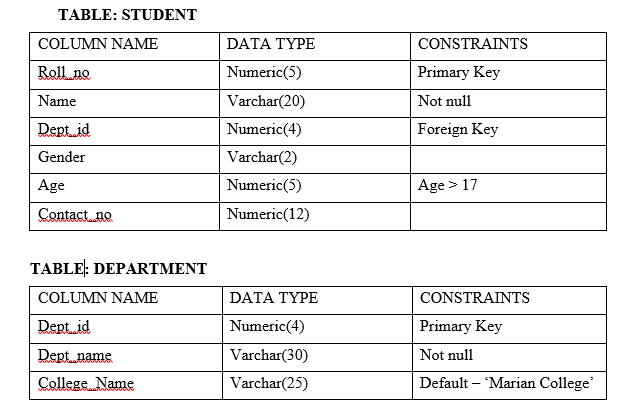 TABLE: STUDENT
COLUMN NAME DATA TYPE CONSTRAINTS
Roll_no Numeric(5) Primary Key
Name Varchar(20) Not null
Dept_id Numeric(4) Foreign Key
Gender Varchar(2)
Age Numeric(5) Age > 17
Contact_no Numeric(12)
TABLE: DEPARTMENT
COLUMN NAME DATA TYPE CONSTRAINTS
Dept_id Numeric(4) Primary Key
Dept_name Varchar(30) Not null
College_Name Varchar(25) Default – ‘Marian College’